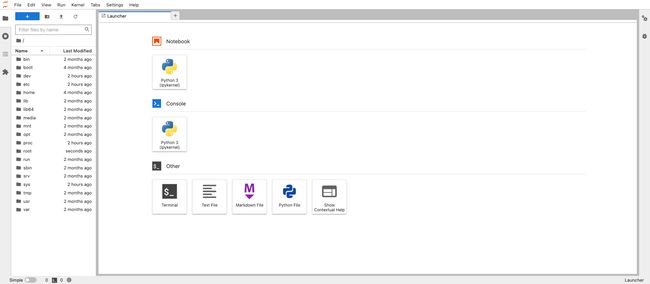 File Edit View Run Kernel Tabs Settings Help
Launcher
Filter files by name
/
Name Last Modified
bin 2 months ago
boot 4 months ago
dev 2 hours ago
etc 2 hours ago
home 4 months ago
lib 2 months ago
lib64 2 months ago
media 2 months ago
mnt 2 months ago
opt 2 months ago
proc 2 hours ago
root seconds ago
run 2 months ago
sbin 2 months ago
srv 2 months ago
sys 2 hours ago
tmp 2 months ago
usr 2 months ago
var 2 months ago
Notebook
Python 3
(ipykernel)
Console
Python 3
(ipykernel)
Other
$_
Terminal
Text File
M
Markdown File
Python File
Show
Contextual Help
Simple 0 0
Launcher